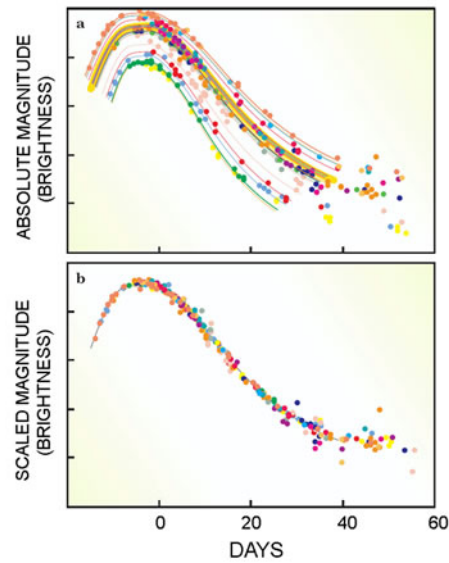 a
ABSOLUTE MAGNITUDE
(BRIGHTNESS)
b
SCALED MAGNITUDE
(BRIGHTNESS)
0 20 40 60
DAYS